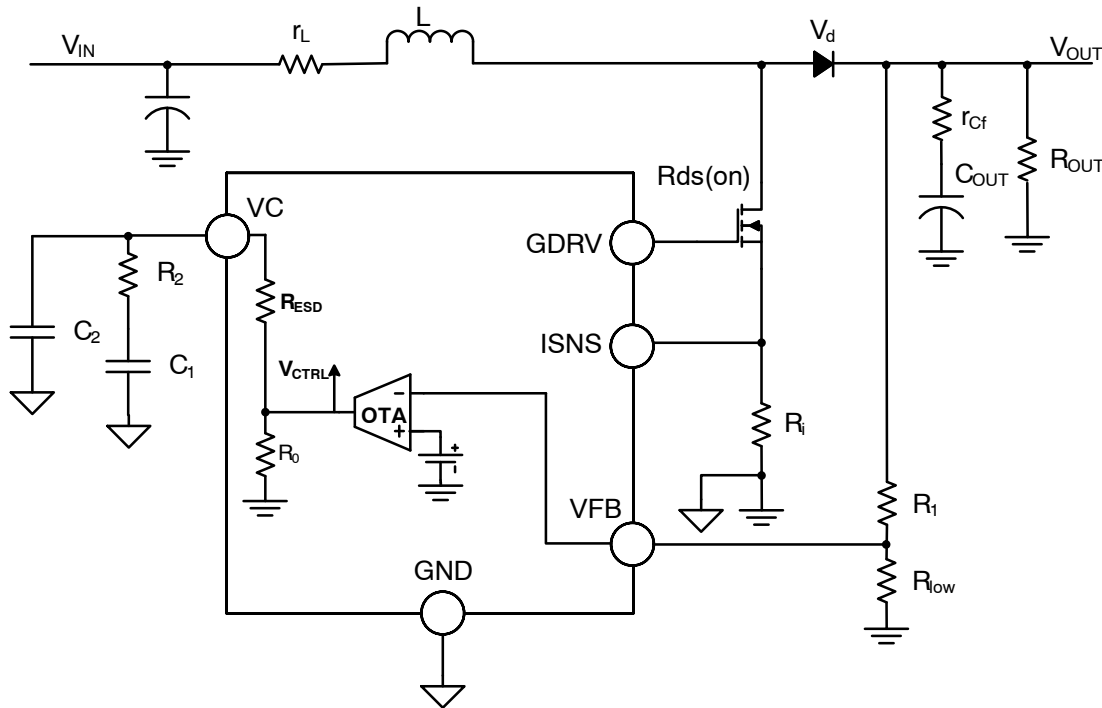 L
r_L
V_IN
V_d
V_OUT
r_Cf
R_OUT
C_OUT
Rds(on)
VC
GDRV
R_2
R_ESD
C_2
ISNS
C_1
V_CTRL
−
OTA
+
+
-
R_0
R_i
VFB
R_1
GND
R_low